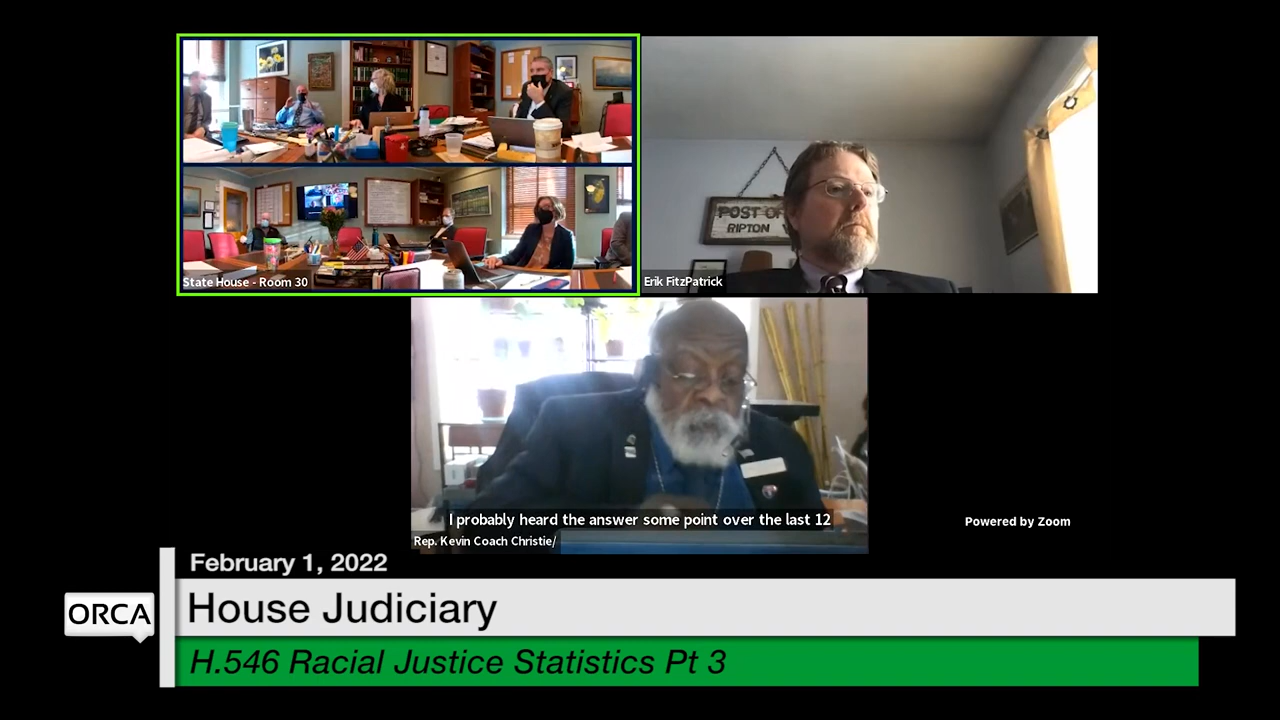 State House - Room 30
POST OF
RIPTON
Erik FitzPatrick
I probably heard the answer some point over the last 12
Rep. Kevin Coach Christie/
Powered by Zoom
February 1, 2022
ORCA
House Judiciary
H.546 Racial Justice Statistics Pt 3